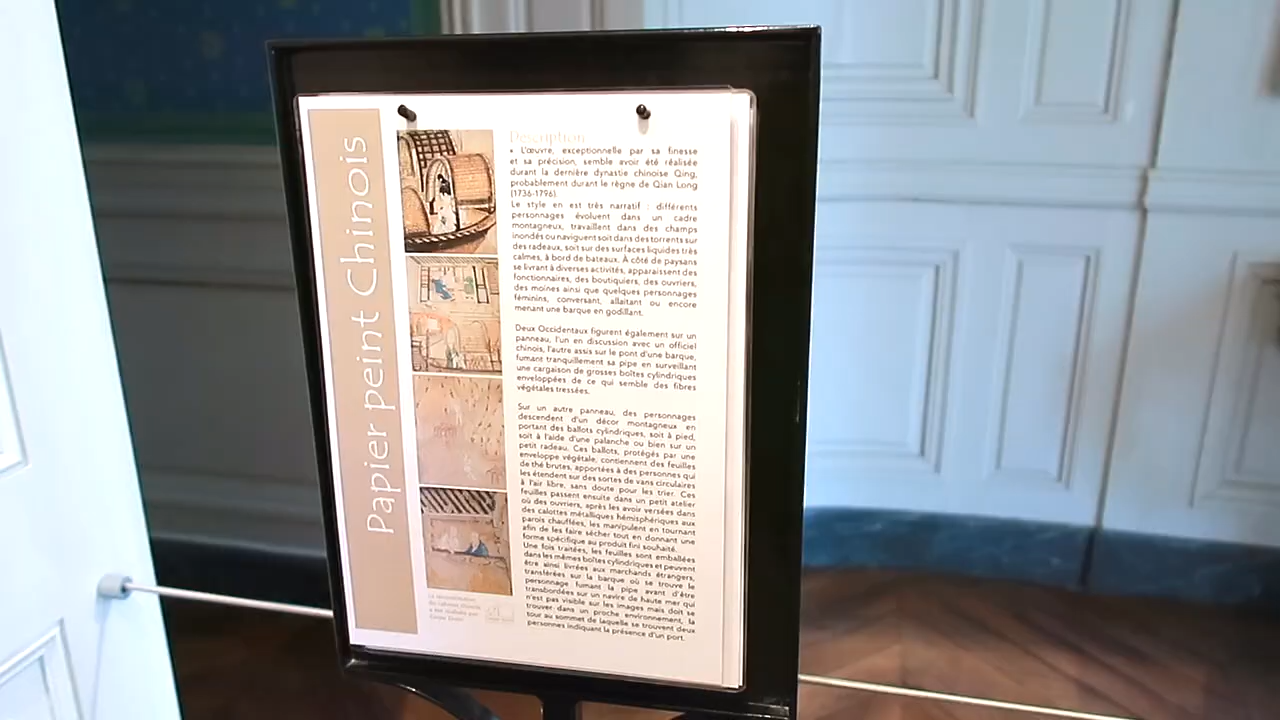 Papier peint Chinois
Description
« L'œuvre, exceptionnelle par sa finesse
et sa précision, semble avoir été réalisée
durant la dernière dynastie chinoise Qing,
probablement durant le règne de Qian Long
(1736-1796).
Le style en est très narratif : différents
personnages évoluent dans un cadre
montagneux, travaillent dans des champs
inondés ou naviguent soit dans des torrents sur
des radeaux, soit sur des surfaces liquides très
calmes, à bord de bateaux. À côté de paysans
se livrant à diverses activités, apparaissent des
fonctionnaires, des boutiquiers, des ouvriers,
des moines ainsi que quelques personnages
féminins, conversant, allaitant ou encore
menant une barque en godillant.
Deux Occidentaux figurent également sur un
panneau, l'un en discussion avec un officiel
chinois, l'autre assis sur le pont d'une barque,
fumant tranquillement sa pipe en surveillant
une cargaison de grosses boîtes cylindriques
enveloppées de ce qui semble des fibres
végétales tressées.
Sur un autre panneau, des personnages
descendent d'un décor montagneux en
portant des ballots cylindriques, soit à pied,
soit à l'aide d'une palanche ou bien sur un
petit radeau. Ces ballots, protégés par une
enveloppe végétale, contiennent des feuilles
de thé brutes, apportées à des personnes qui
les étendent sur des sortes de vans circulaires
à l'air libre, sans doute pour les trier. Ces
feuilles passent ensuite dans un petit atelier
où des ouvriers, après les avoir versées dans
des calottes métalliques hémisphériques aux
parois chauffées, les manipulent en tournant
afin de les faire sécher tout en donnant une
forme spécifique au produit fini souhaité.
Une fois traitées, les feuilles sont emballées
dans les mêmes boîtes cylindriques et peuvent
être ainsi livrées aux marchands étrangers,
transférées sur la barque où se trouve le
personnage fumant la pipe avant d'être
transbordées sur un navire de haute mer qui
n'est pas visible sur les images mais doit se
trouver dans un proche environnement, la
tour au sommet de laquelle se trouvent deux
personnes indiquant la présence d'un port.